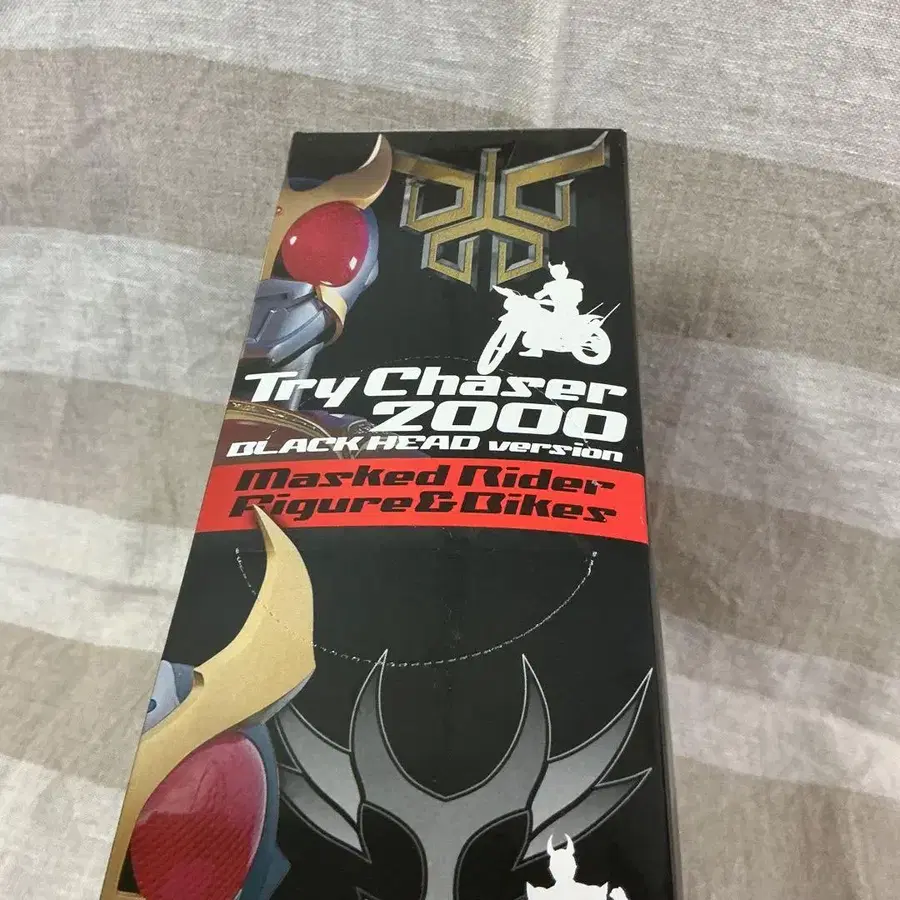 Try Chaser
2000
BLACK HEAD version
Masked Rider
Figure&Bikes